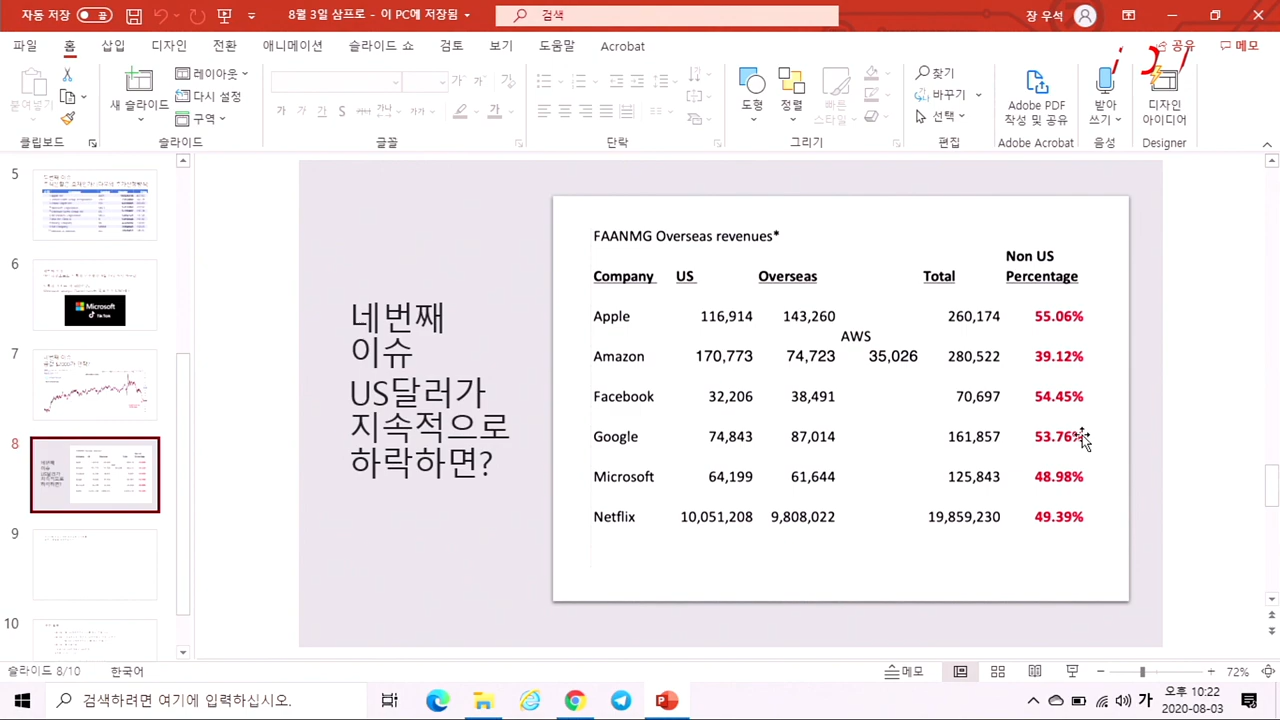 자동 저장 끔 8월 3일 삼프로 - 이 PC에 저장됨 검색 장 우석
파일 홈 삽입 디자인 전환 애니메이션 슬라이드 쇼 검토 보기 도움말 Acrobat 공유 메모
붙여넣기 새 슬라이드 레이아웃 다시 설정 구역 도형 정렬 빠른 스타일 찾기 바꾸기 선택 Adobe PDF 작성 및 공유 받아 쓰기 디자인 아이디어
클립보드 슬라이드 글꼴 단락 그리기 편집 Adobe Acrobat 음성 Designer
5
6
Microsoft
7
8
9
10
네번째
이슈
US달러가
지속적으로
하락하면?
FAANMG Overseas revenues*
Company US Overseas Total Non US Percentage
Apple 116,914 143,260 260,174 55.06%
AWS
Amazon 170,773 74,723 35,026 280,522 39.12%
Facebook 32,206 38,491 70,697 54.45%
Google 74,843 87,014 161,857 53.76%
Microsoft 64,199 61,644 125,843 48.98%
Netflix 10,051,208 9,808,022 19,859,230 49.39%
슬라이드 8/10 한국어 메모 72%
검색하려면 여기에 입력하십시오. 가 오후 10:22
2020-08-03